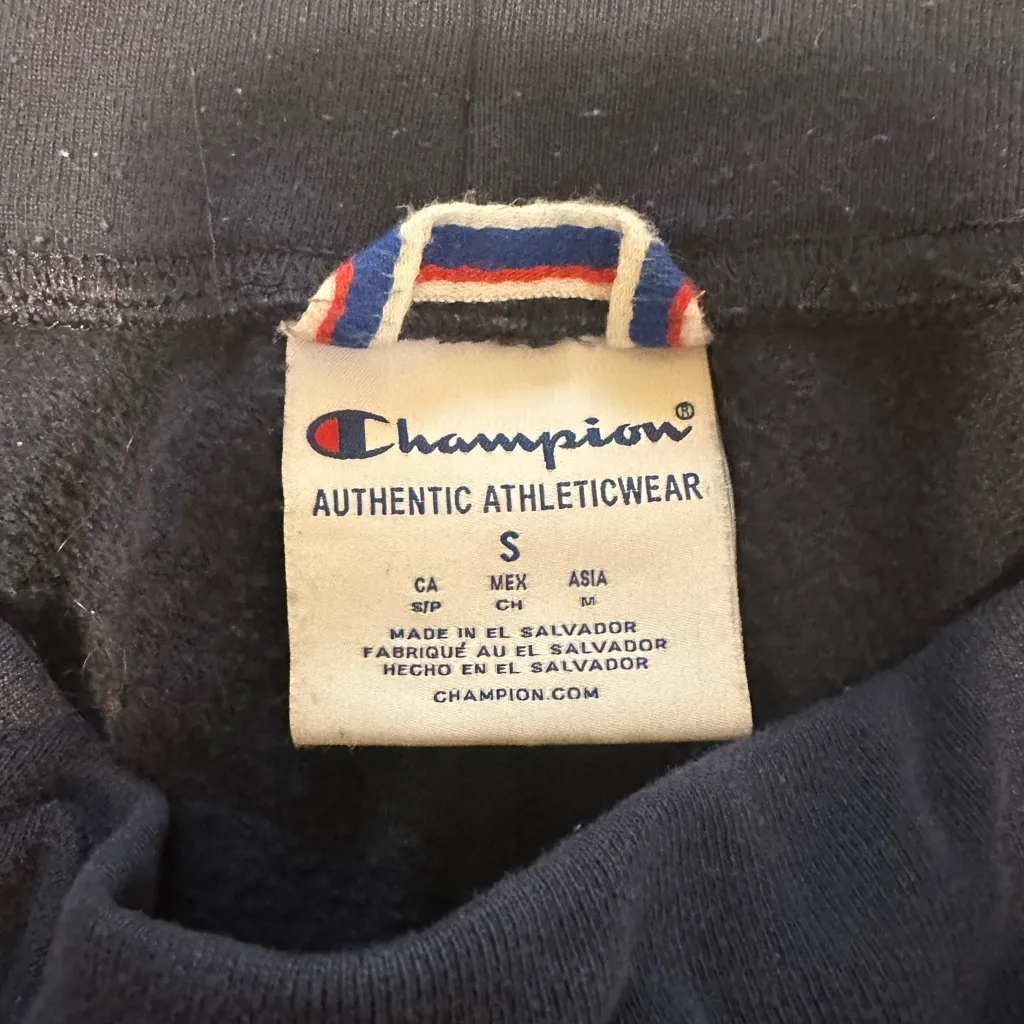 Champion®
AUTHENTIC ATHLETICWEAR
S
CA MEX ASIA
S/P CH M
MADE IN EL SALVADOR
FABRIQUÉ AU EL SALVADOR
HECHO EN EL SALVADOR
CHAMPION.COM